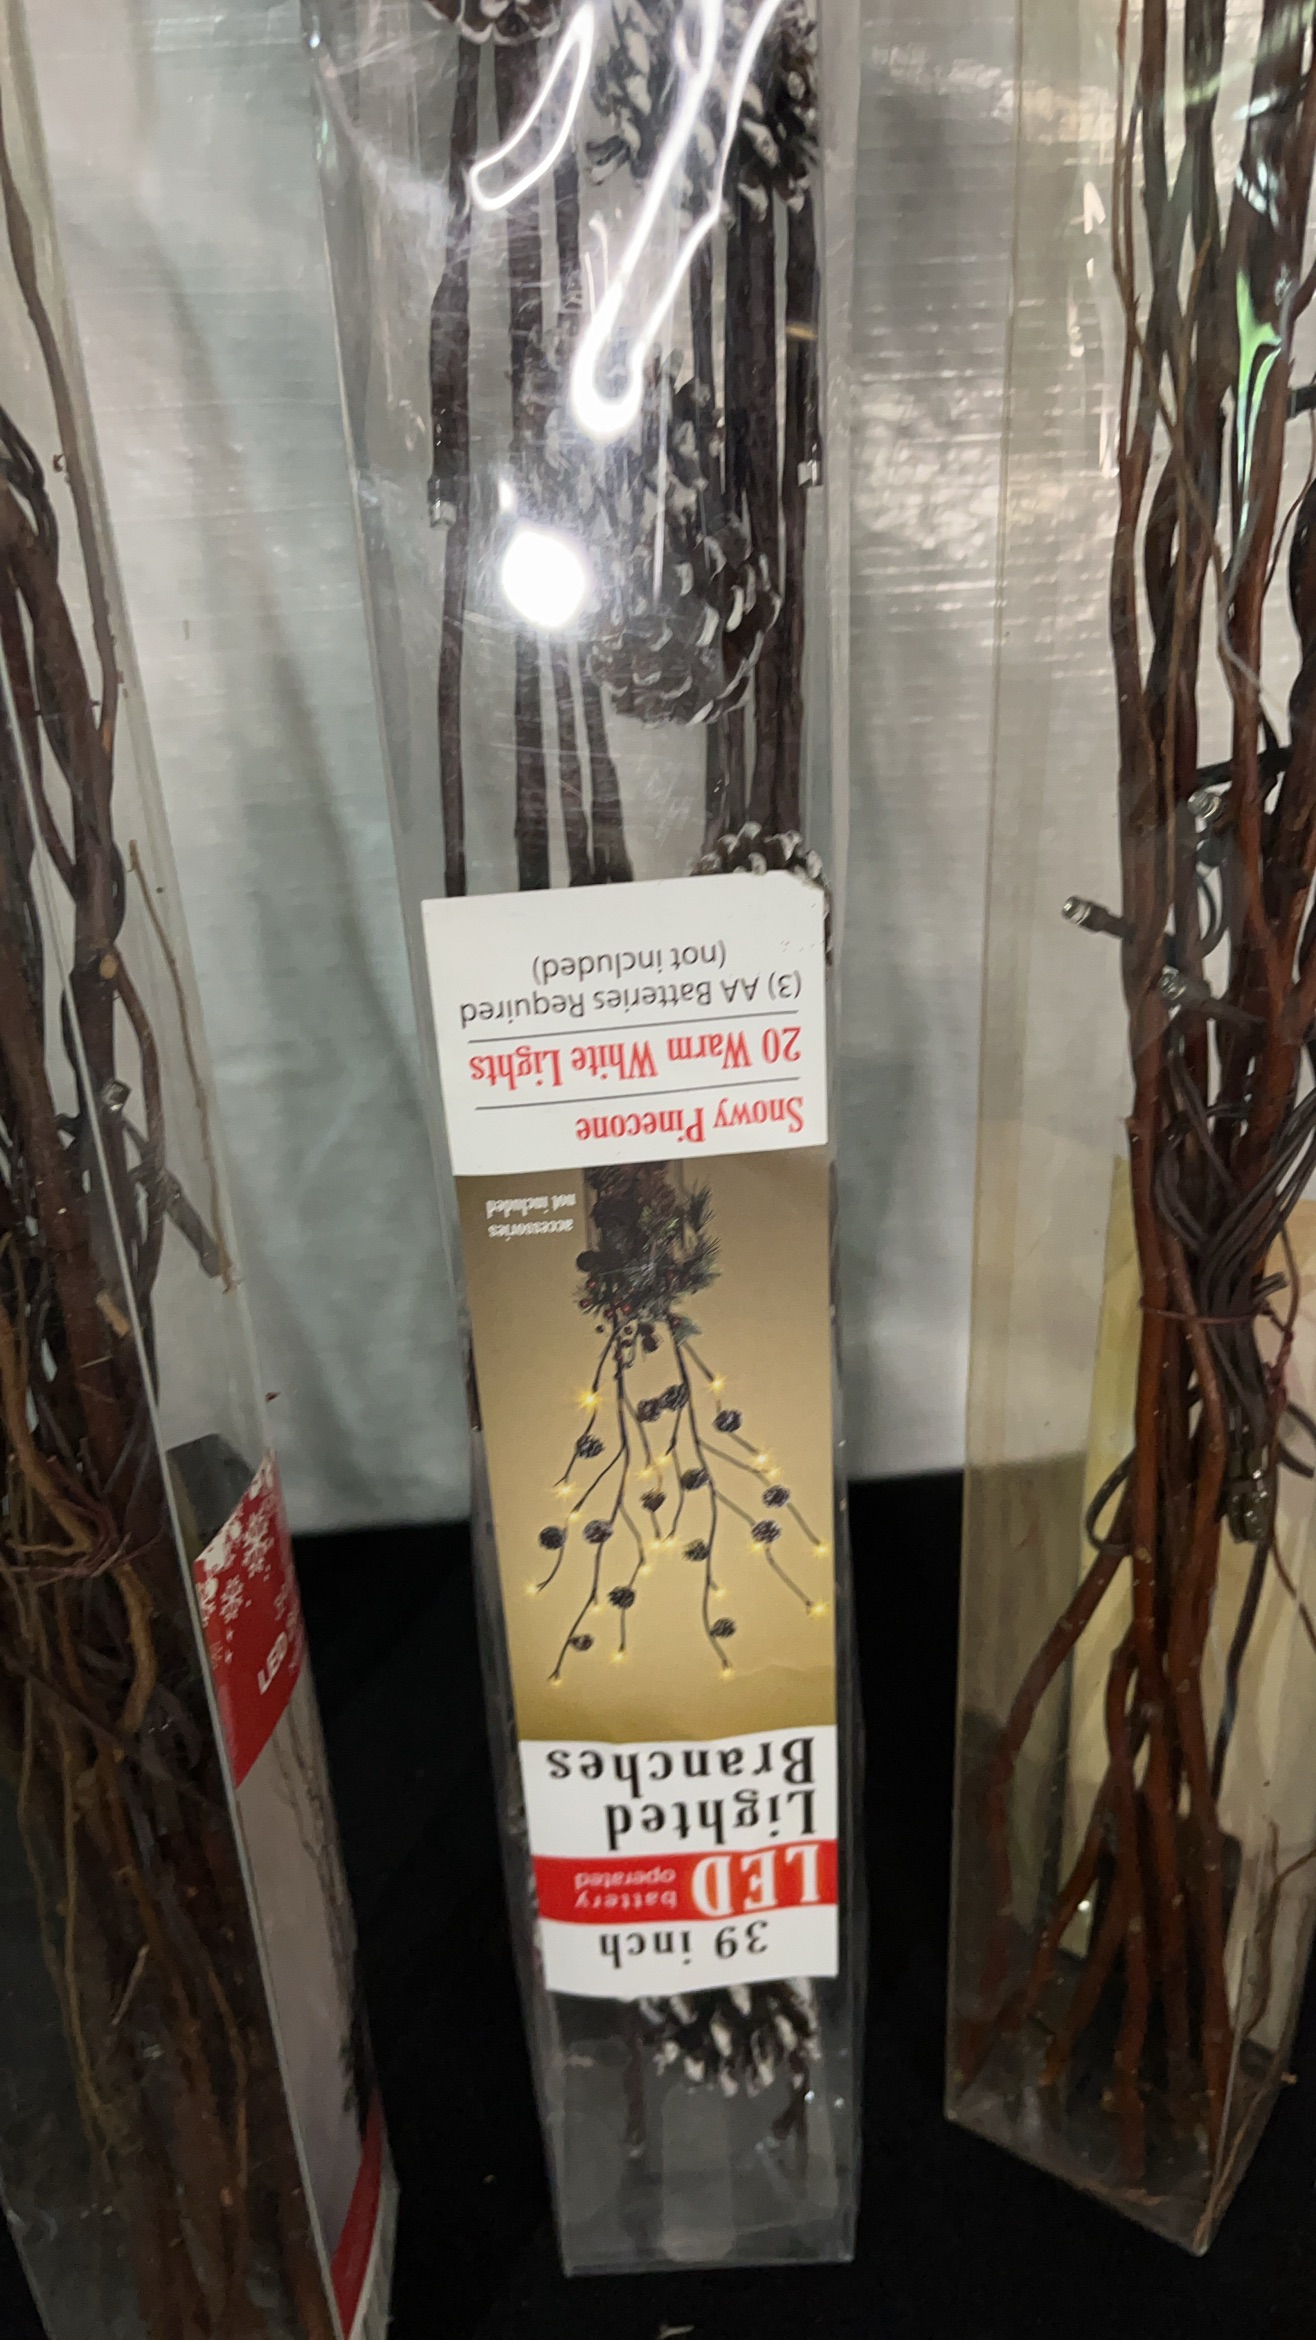 39 inch
LED battery
operated
Lighted
Branches
accessories
not included
Snowy Pinecone
20 Warm White Lights
(3) AA Batteries Required
(not included)
LED